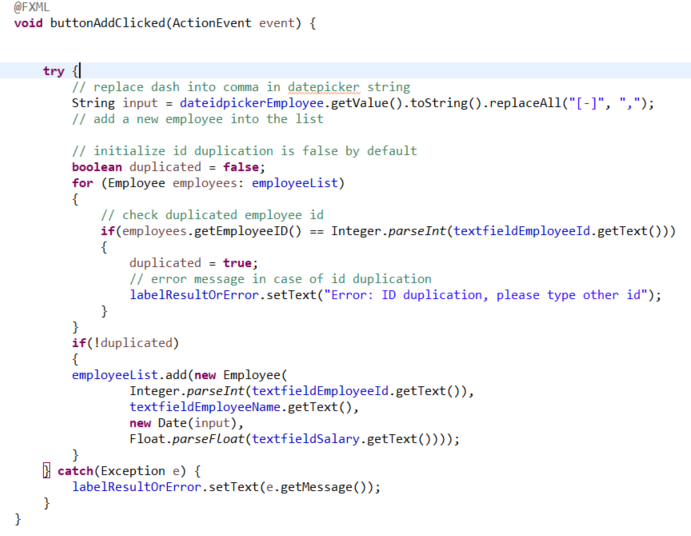 @FXML
void buttonAddClicked(ActionEvent event) {
try {
// replace dash into comma in datepicker string
String input = dateidpickerEmployee.getValue().toString().replaceAll("[-]", ",");
// add a new employee into the list
// initialize id duplication is false by default
boolean duplicated = false;
for (Employee employees: employeeList)
{
// check duplicated employee id
if(employees.getEmployeeID() == Integer.parseInt(textfieldEmployeeId.getText()))
{
duplicated = true;
// error message in case of id duplication
labelResultOrError.setText("Error: ID duplication, please type other id");
}
}
if(!duplicated)
{
employeeList.add(new Employee(
Integer.parseInt(textfieldEmployeeId.getText()),
textfieldEmployeeName.getText(),
new Date(input),
Float.parseFloat(textfieldSalary.getText())));
}
} catch(Exception e) {
labelResultOrError.setText(e.getMessage());
}
}